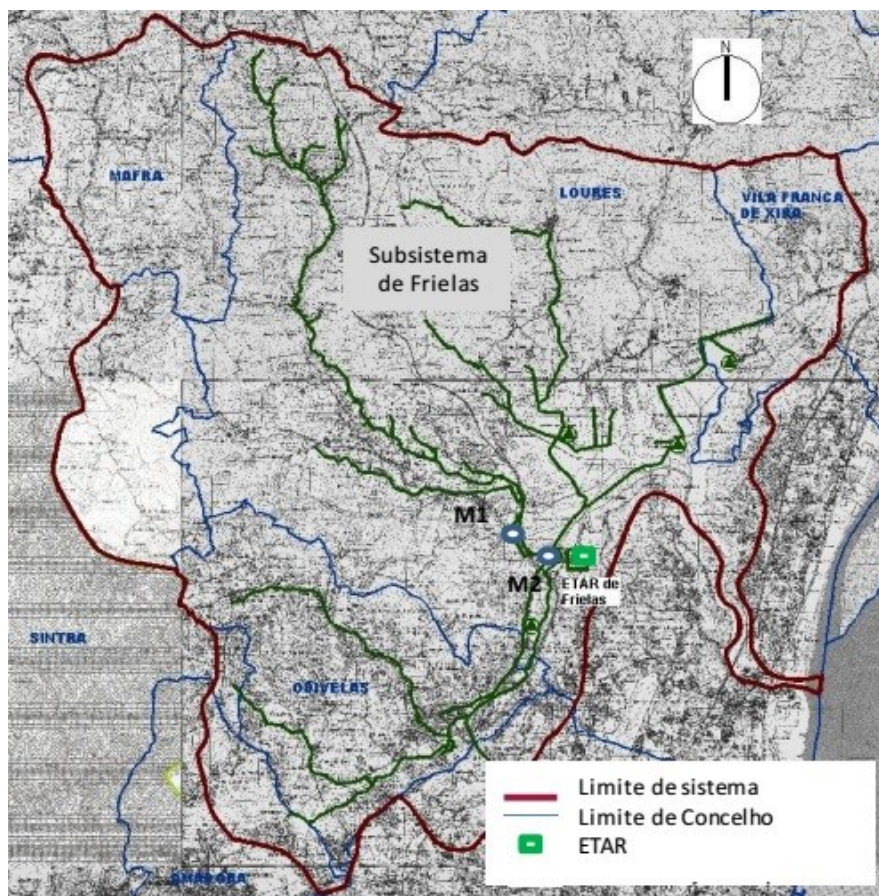 N
MAFRA
LOURES
VILA FRANCA
DE XIRA
Subsistema
de Frielas
M1
M2
ETAR de
Frielas
SINTRA
ODIVELAS
AMADORA
Limite de sistema
Limite de Concelho
ETAR